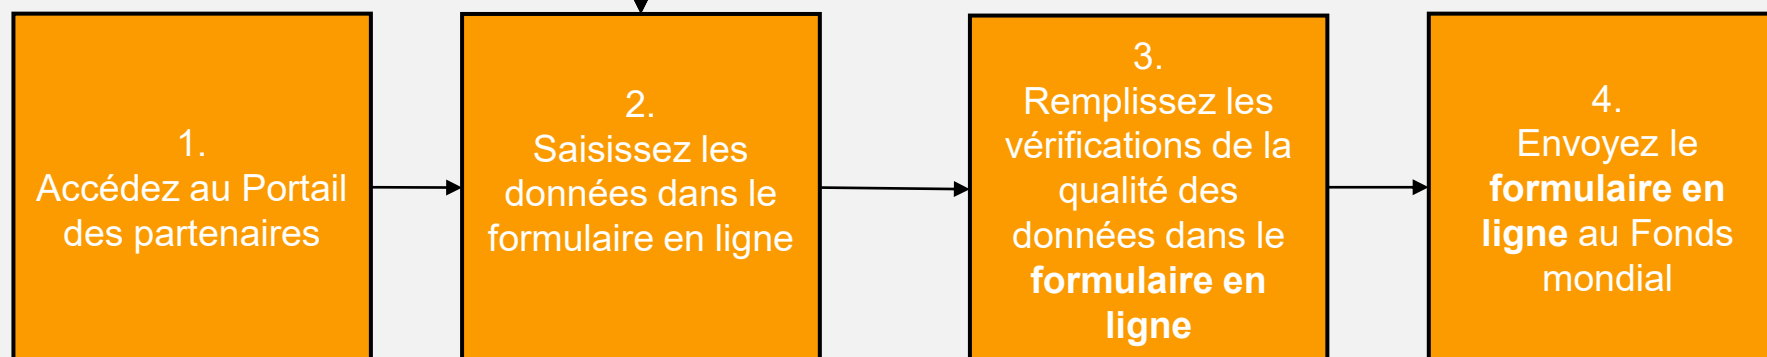 1.
Accédez au Portail
des partenaires
2.
Saisissez les
données dans le
formulaire en ligne
3.
Remplissez les
vérifications de la
qualité des
données dans le
formulaire en
ligne
4.
Envoyez le
formulaire en
ligne au Fonds
mondial